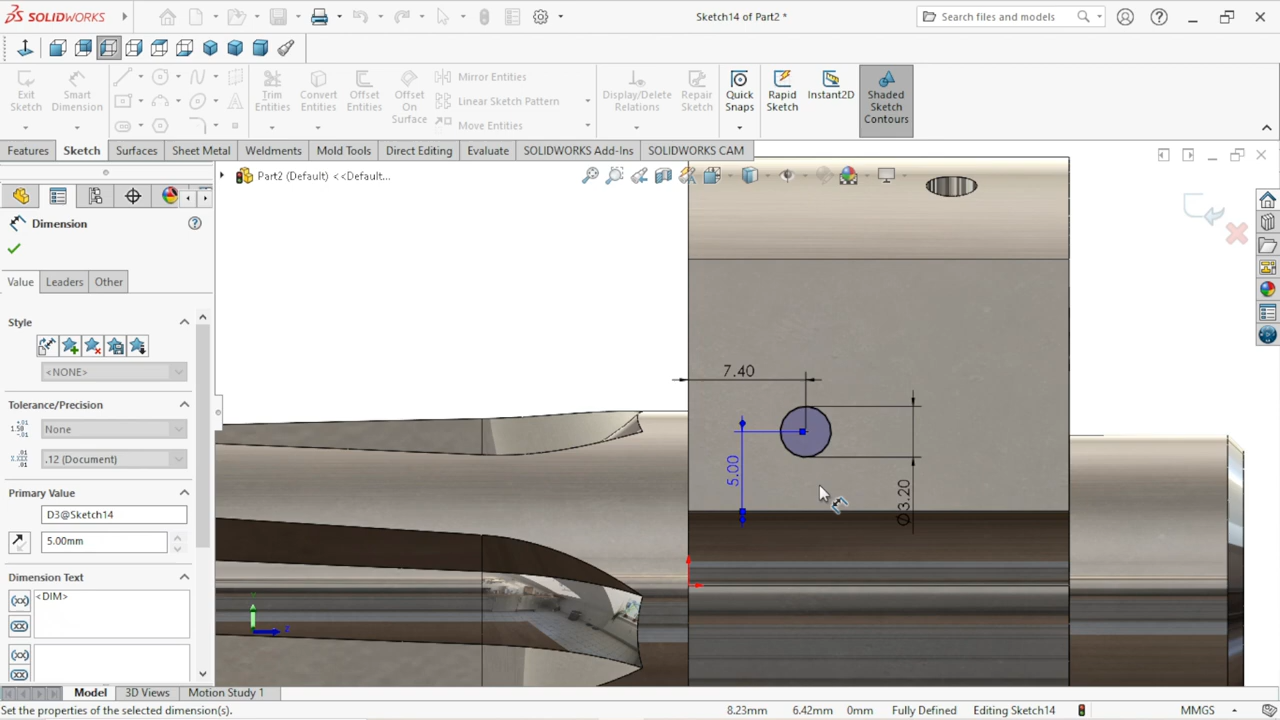 SOLIDWORKS
Sketch14 of Part2 *
Search files and models
Exit
Sketch
Smart
Dimension
Trim
Entities
Convert
Entities
Offset
Entities
Offset
On
Surface
Mirror Entities
Linear Sketch Pattern
Move Entities
Display/Delete
Relations
Repair
Sketch
Quick
Snaps
Rapid
Sketch
Instant2D
Shaded
Sketch
Contours
Features
Sketch
Surfaces
Sheet Metal
Weldments
Mold Tools
Direct Editing
Evaluate
SOLIDWORKS Add-Ins
SOLIDWORKS CAM
Part2 (Default) <<Default...
Dimension
Value
Leaders
Other
Style
<NONE>
Tolerance/Precision
None
.12 (Document)
Primary Value
D3@Sketch14
5.00mm
Dimension Text
<DIM>
7.40
5.00
Ø3.20
Model
3D Views
Motion Study 1
Set the properties of the selected dimension(s).
8.23mm
6.42mm
0mm
Fully Defined
Editing Sketch14
MMGS